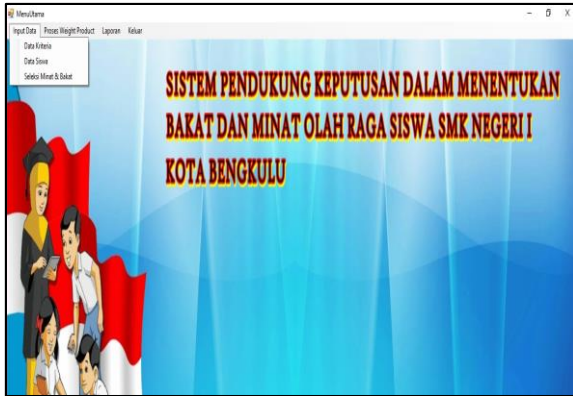 MenuUtama
Input Data Proses Weight Product Laporan Keluar
Data Kriteria
Data Siswa
Seleksi Minat & Bakat
SISTEM PENDUKUNG KEPUTUSAN DALAM MENENTUKAN
BAKAT DAN MINAT OLAH RAGA SISWA SMK NEGERI I
KOTA BENGKULU